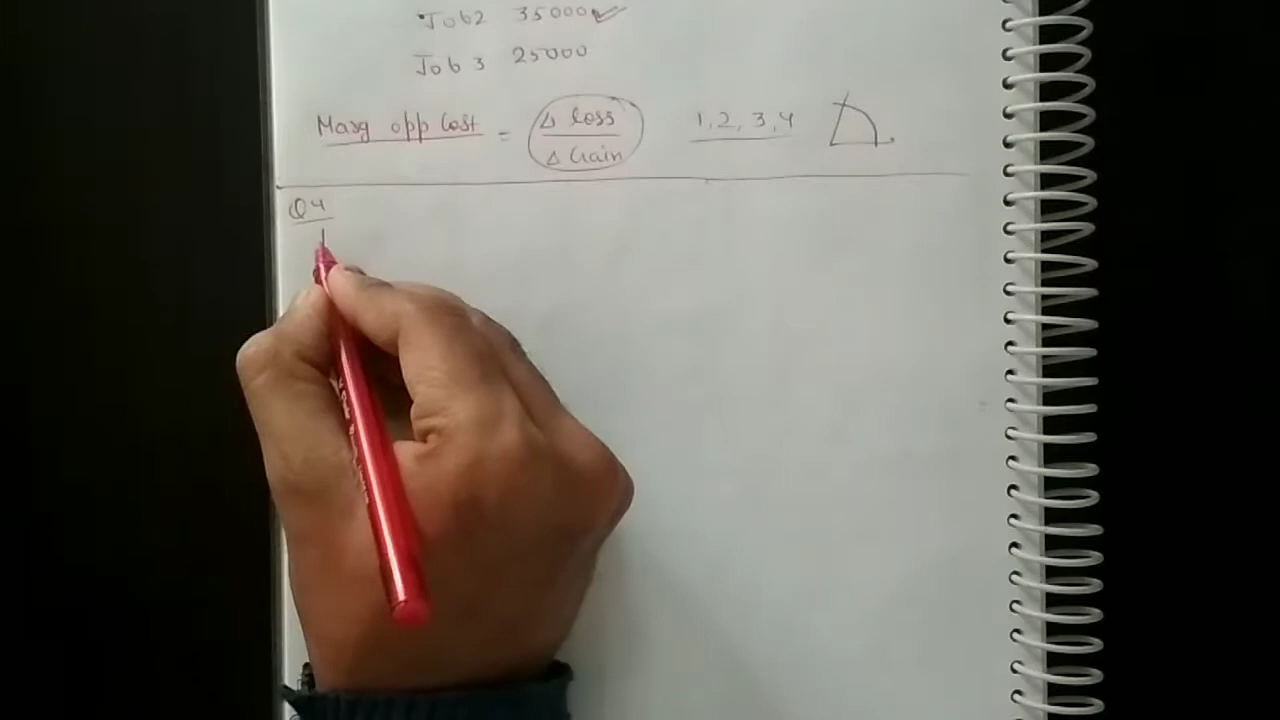 Job2 35000
Job 3 25000
Marg opp Cost = Δ loss / Δ Gain 1, 2, 3, 4
Q4